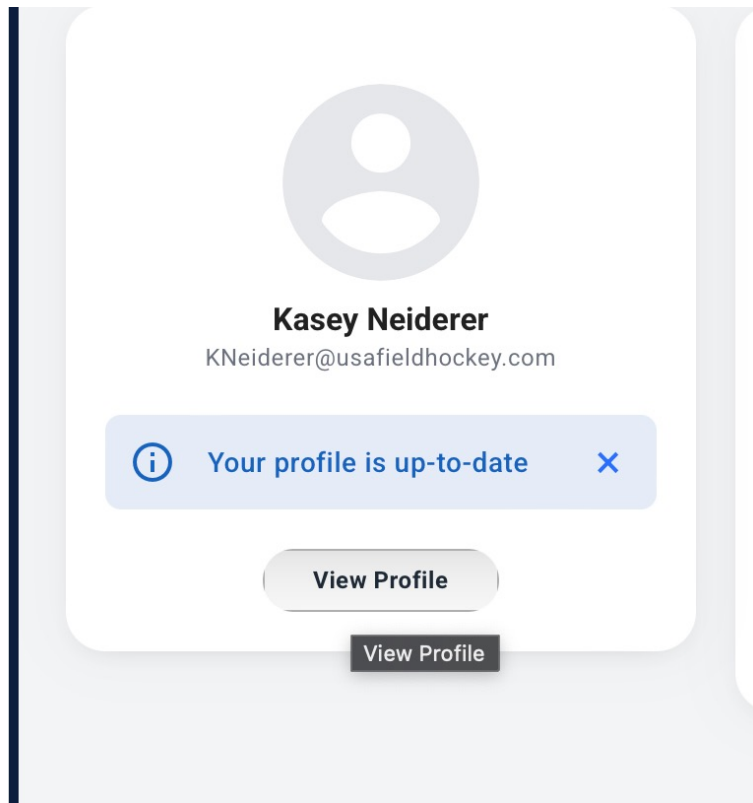 Kasey Neiderer
KNeiderer@usafieldhockey.com
Your profile is up-to-date
View Profile
View Profile